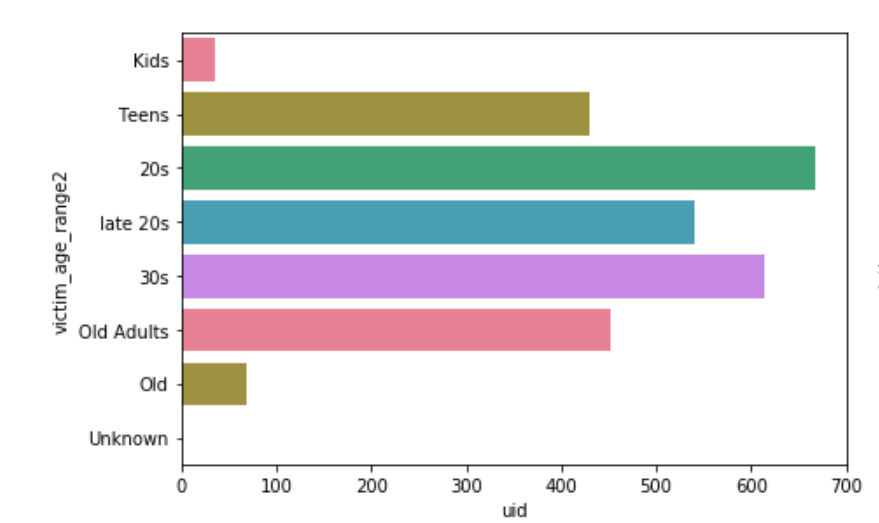 Kids
Teens
20s
late 20s
30s
Old Adults
Old
Unknown
victim_age_range2
0 100 200 300 400 500 600 700
uid